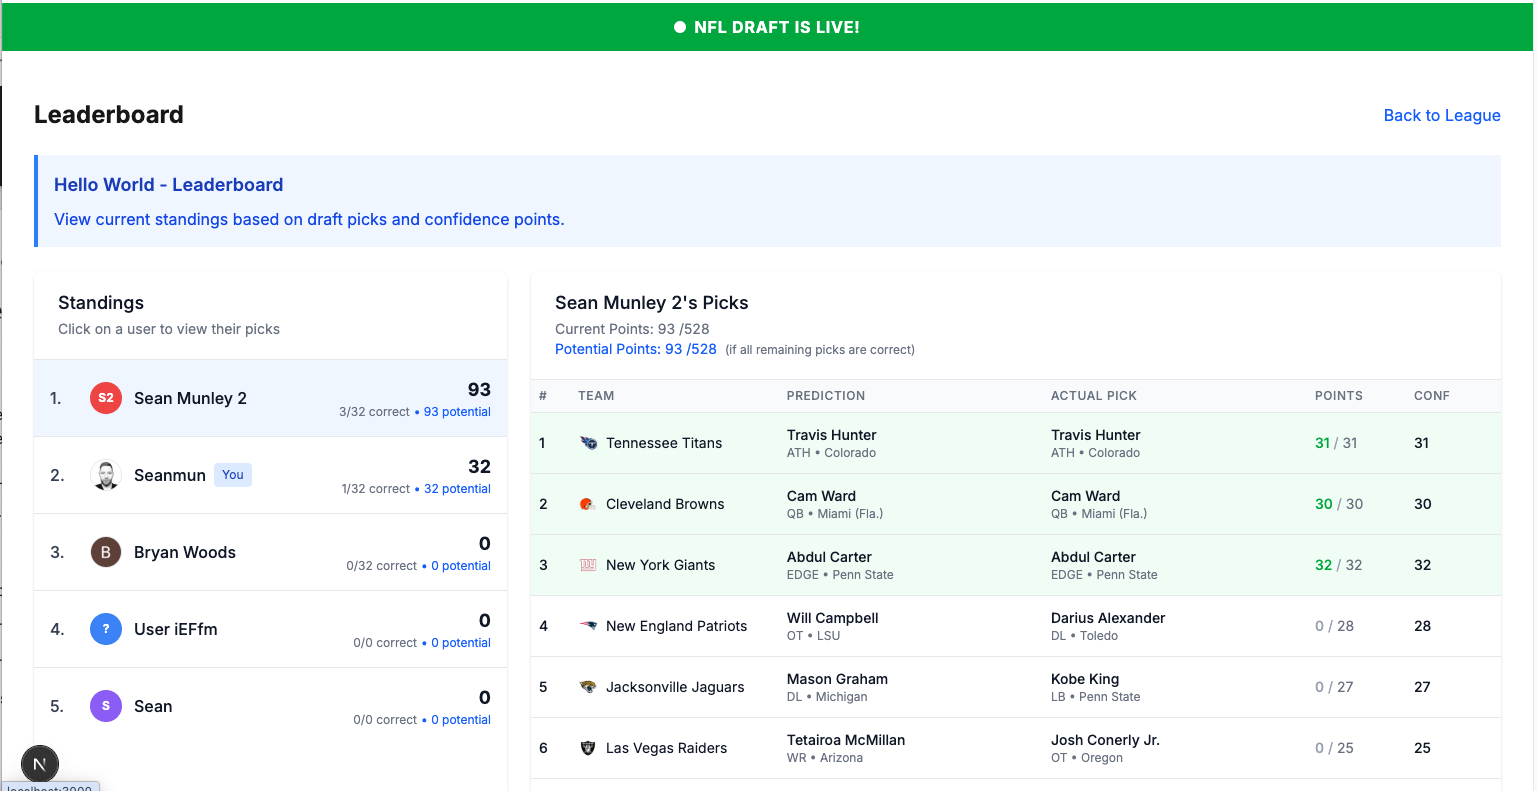 NFL DRAFT IS LIVE!
Leaderboard
Back to League
Hello World - Leaderboard
View current standings based on draft picks and confidence points.
Standings
Click on a user to view their picks
1. S2 Sean Munley 2 93
3/32 correct • 93 potential
2. Seanmun You 32
1/32 correct • 32 potential
3. B Bryan Woods 0
0/32 correct • 0 potential
4. ? User iEFfm 0
0/0 correct • 0 potential
5. S Sean 0
0/0 correct • 0 potential
N
localhost:3000
Sean Munley 2's Picks
Current Points: 93 /528
Potential Points: 93 /528 (if all remaining picks are correct)
# TEAM PREDICTION ACTUAL PICK POINTS CONF
1 Tennessee Titans Travis Hunter Travis Hunter 31 / 31 31
ATH • Colorado ATH • Colorado
2 Cleveland Browns Cam Ward Cam Ward 30 / 30 30
QB • Miami (Fla.) QB • Miami (Fla.)
3 New York Giants Abdul Carter Abdul Carter 32 / 32 32
EDGE • Penn State EDGE • Penn State
4 New England Patriots Will Campbell Darius Alexander 0 / 28 28
OT • LSU DL • Toledo
5 Jacksonville Jaguars Mason Graham Kobe King 0 / 27 27
DL • Michigan LB • Penn State
6 Las Vegas Raiders Tetairoa McMillan Josh Conerly Jr. 0 / 25 25
WR • Arizona OT • Oregon